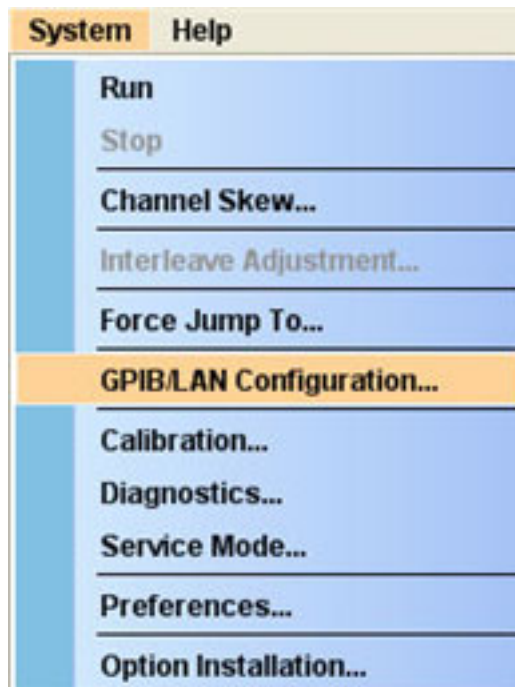 System Help
Run
Stop
Channel Skew...
Interleave Adjustment...
Force Jump To...
GPIB/LAN Configuration...
Calibration...
Diagnostics...
Service Mode...
Preferences...
Option Installation...